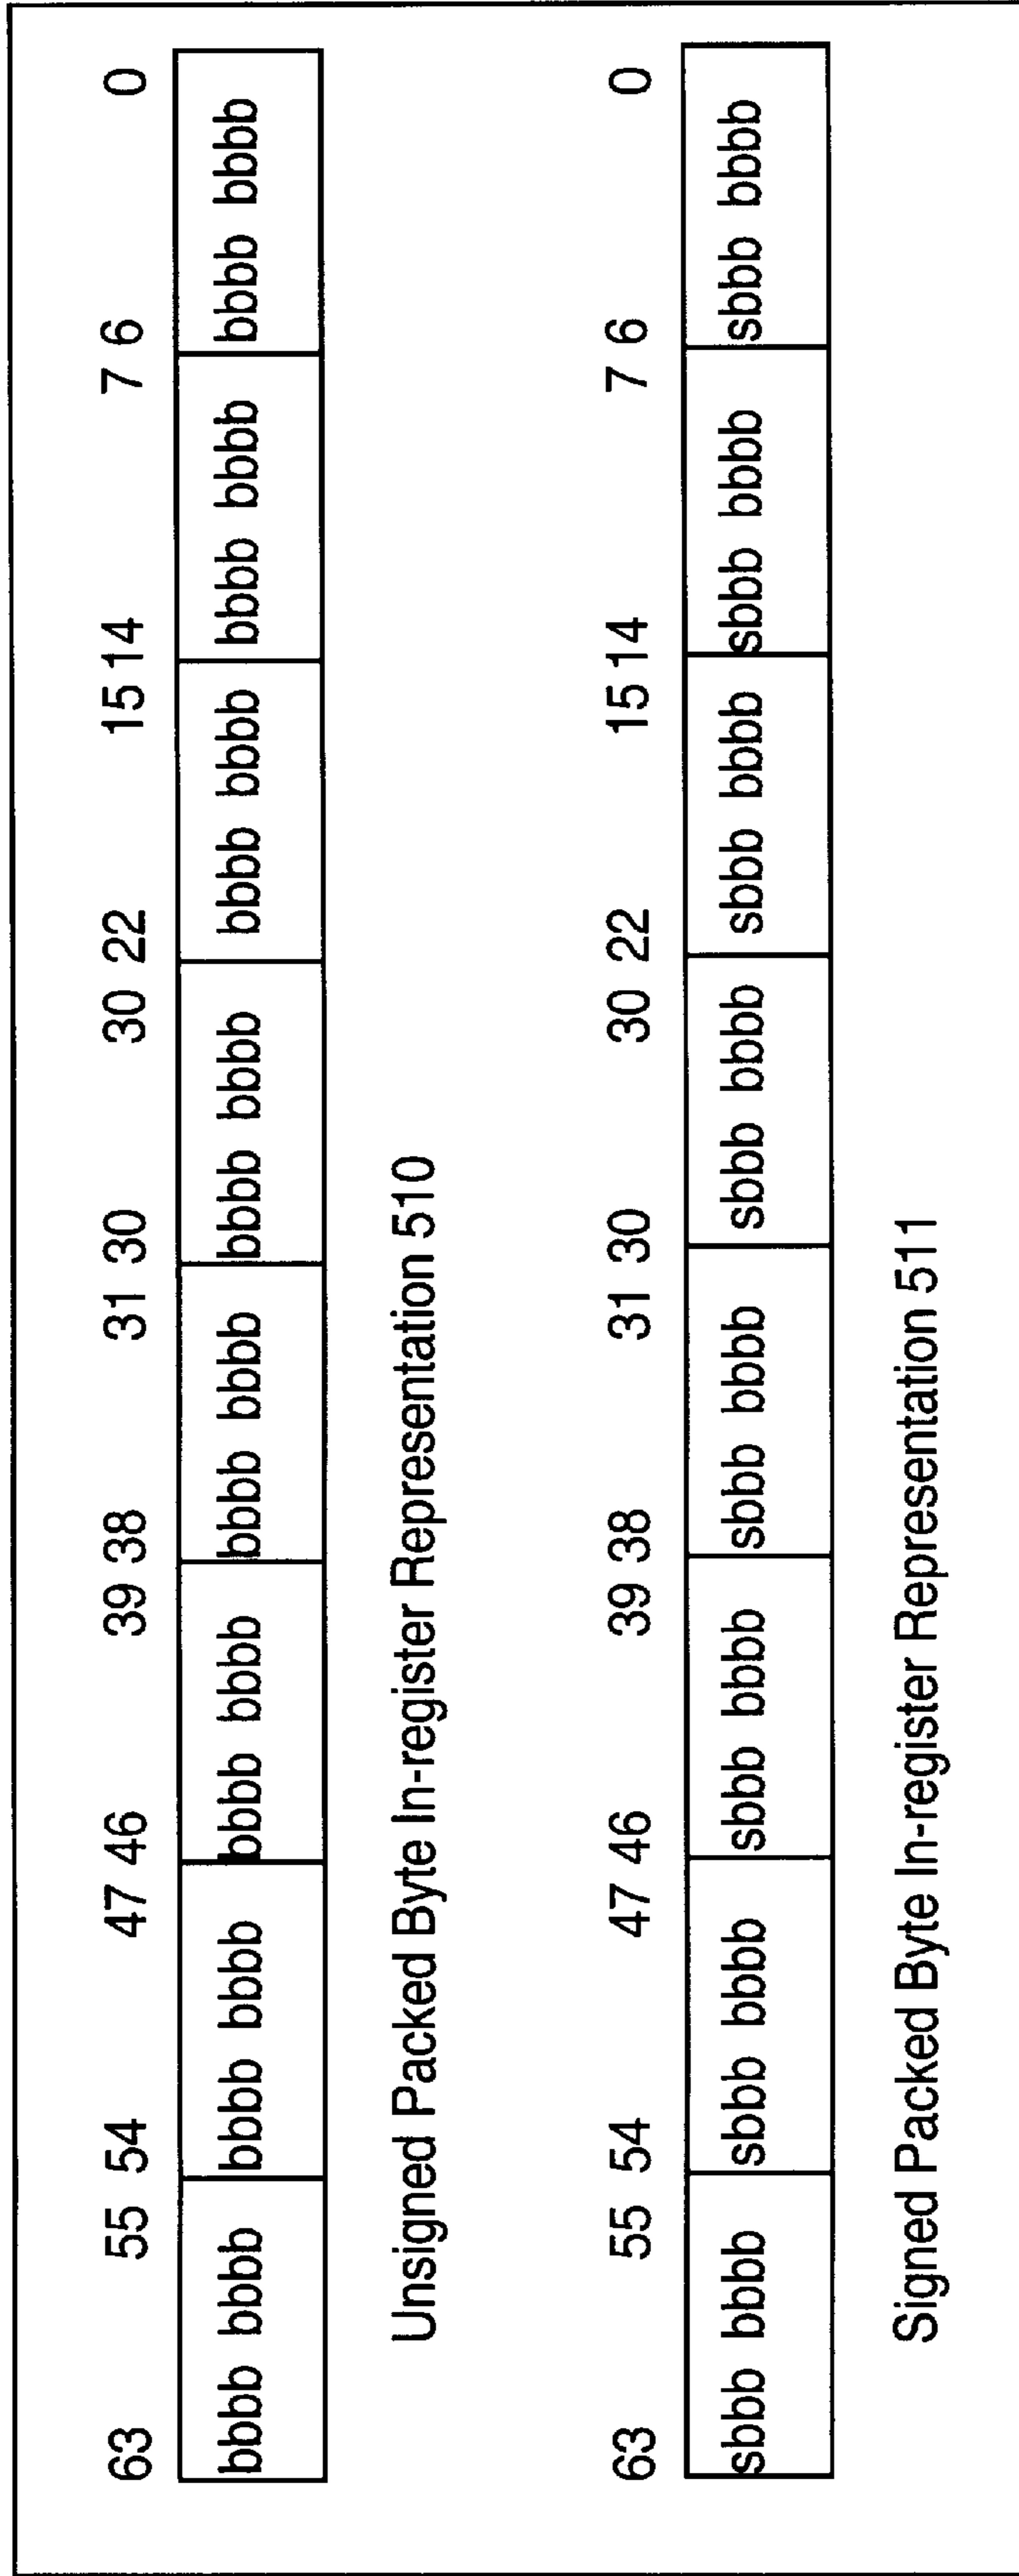 63 55 54 47 46 39 38 31 30 30 22 15 14 7 6 0
bbbb bbbb bbbb bbbb bbbb bbbb bbbb bbbb bbbb bbbb bbbb bbbb bbbb bbbb bbbb bbbb
Unsigned Packed Byte In-register Representation 510
63 55 54 47 46 39 38 31 30 30 22 15 14 7 6 0
sbbb bbbb sbbb bbbb sbbb bbbb sbbb bbbb sbbb bbbb sbbb bbbb sbbb bbbb sbbb bbbb
Signed Packed Byte In-register Representation 511